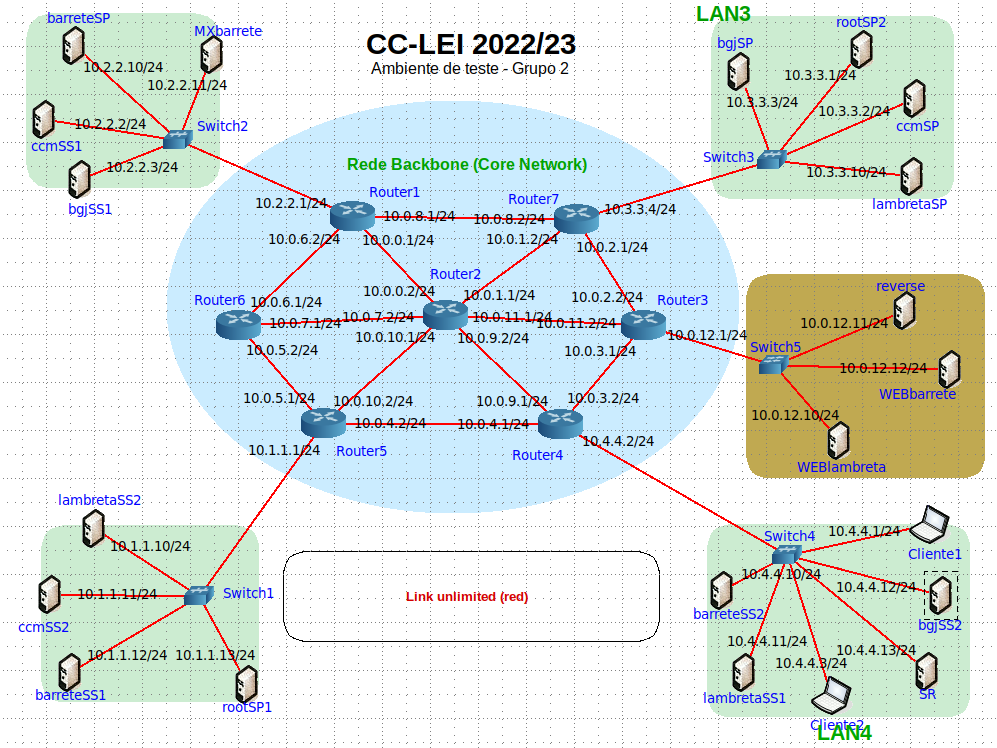 LAN3
barreteSP
MXbarrete
rootSP2
bgjSP
CC-LEI 2022/23
Ambiente de teste - Grupo 2
10.2.2.10/24
10.2.2.11/24
10.3.3.1/24
10.3.3.3/24
10.3.3.2/24
ccmSP
10.2.2.2/24
Switch2
ccmSS1
Switch3
10.2.2.3/24
10.3.3.10/24
Rede Backbone (Core Network)
bgjSS1
Router1
Router7
lambretaSP
10.2.2.1/24
10.3.3.4/24
10.0.8.1/24
10.0.8.2/24
10.0.6.2/24
10.0.0.1/24
10.0.1.2/24
10.0.2.1/24
Router2
reverse
10.0.0.2/24
10.0.1.1/24
10.0.2.2/24
Router6
10.0.6.1/24
Router3
10.0.7.1/24
10.0.7.2/24
10.0.11.1/24
10.0.11.2/24
10.0.12.11/24
10.0.12.1/24
10.0.10.1/24
10.0.9.2/24
Switch5
10.0.5.2/24
10.0.3.1/24
10.0.12.12/24
WEBbarrete
10.0.5.1/24
10.0.10.2/24
10.0.9.1/24
10.0.3.2/24
10.0.12.10/24
10.0.4.2/24
10.0.4.1/24
10.1.1.1/24
Router5
Router4
10.4.4.2/24
WEBlambreta
lambretaSS2
10.1.1.10/24
Switch4
10.4.4.1/24
Cliente1
10.4.4.10/24
10.4.4.12/24
10.1.1.11/24
Switch1
Link unlimited (red)
ccmSS2
barreteSS2
bgjSS2
10.4.4.11/24
10.4.4.13/24
10.1.1.12/24
10.1.1.13/24
10.4.4.3/24
barreteSS1
rootSP1
lambretaSS1
SR
Cliente2
LAN4